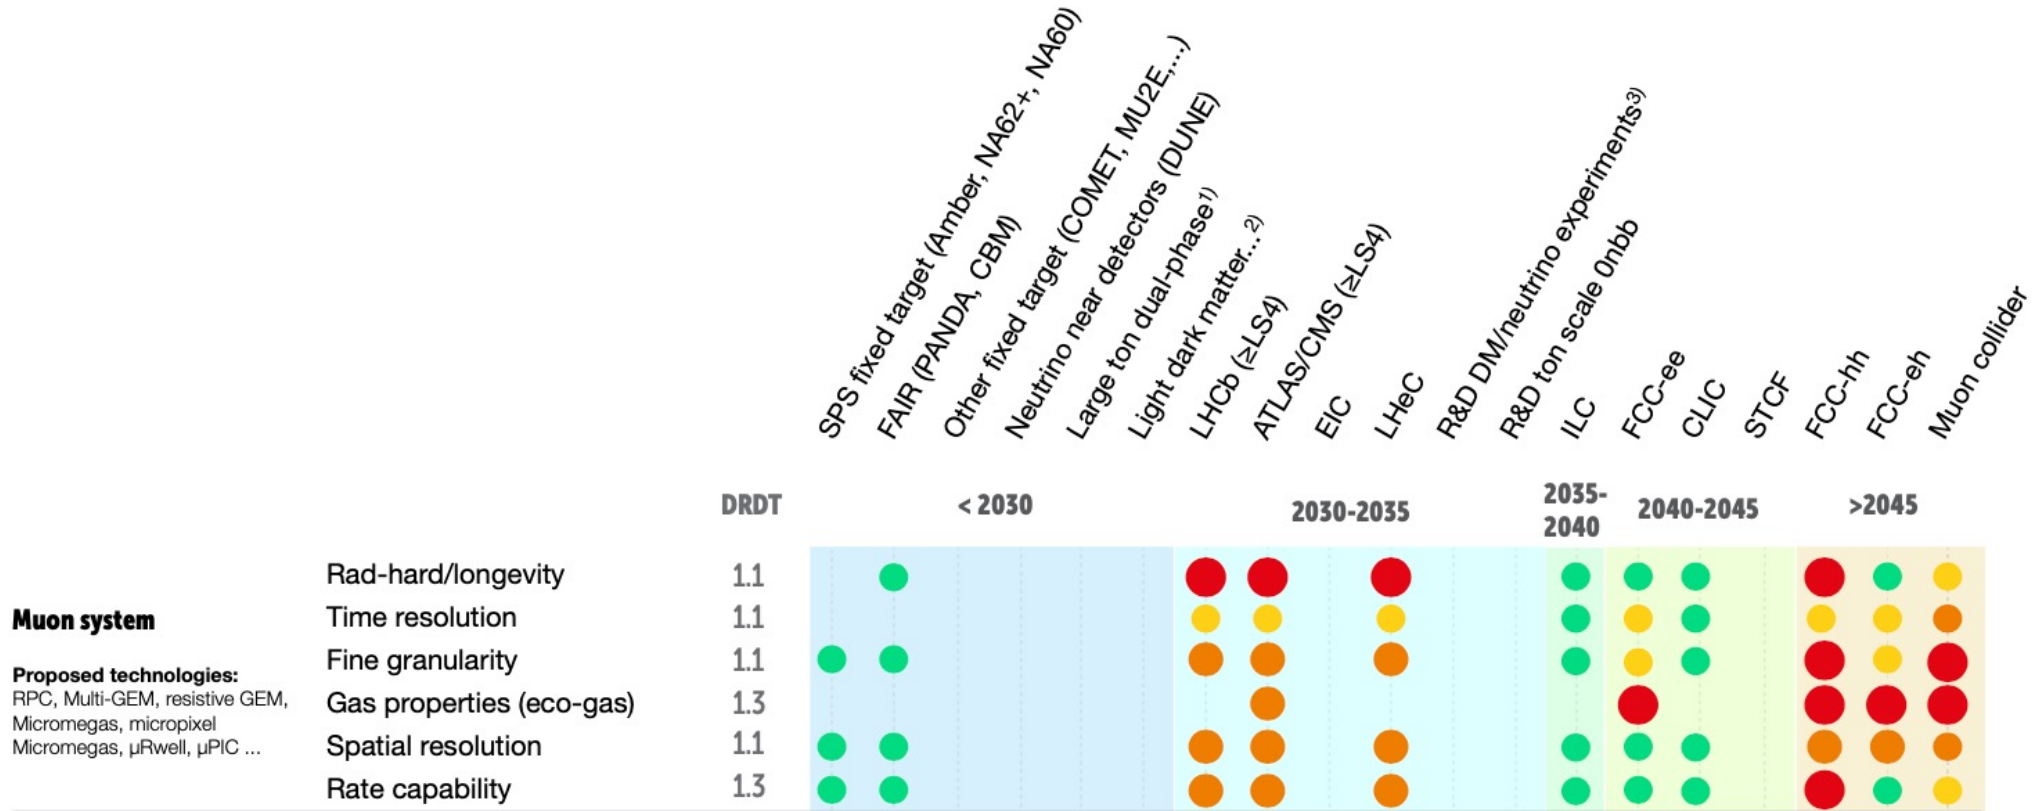 SPS fixed target (Amber, NA62+, NA60)
FAIR (PANDA, CBM)
Other fixed target (COMET, MU2E,...)
Neutrino near detectors (DUNE)
Large ton dual-phase¹⁾
Light dark matter... ²⁾
LHCb (≥LS4)
ATLAS/CMS (≥LS4)
EIC
LHeC
R&D DM/neutrino experiments³⁾
R&D ton scale 0nbb
ILC
FCC-ee
CLIC
STCF
FCC-hh
FCC-eh
Muon collider
DRDT
< 2030
2030-2035
2035-
2040
2040-2045
>2045
Muon system
Proposed technologies:
RPC, Multi-GEM, resistive GEM,
Micromegas, micropixel
Micromegas, µRwell, µPIC ...
Rad-hard/longevity 1.1
Time resolution 1.1
Fine granularity 1.1
Gas properties (eco-gas) 1.3
Spatial resolution 1.1
Rate capability 1.3